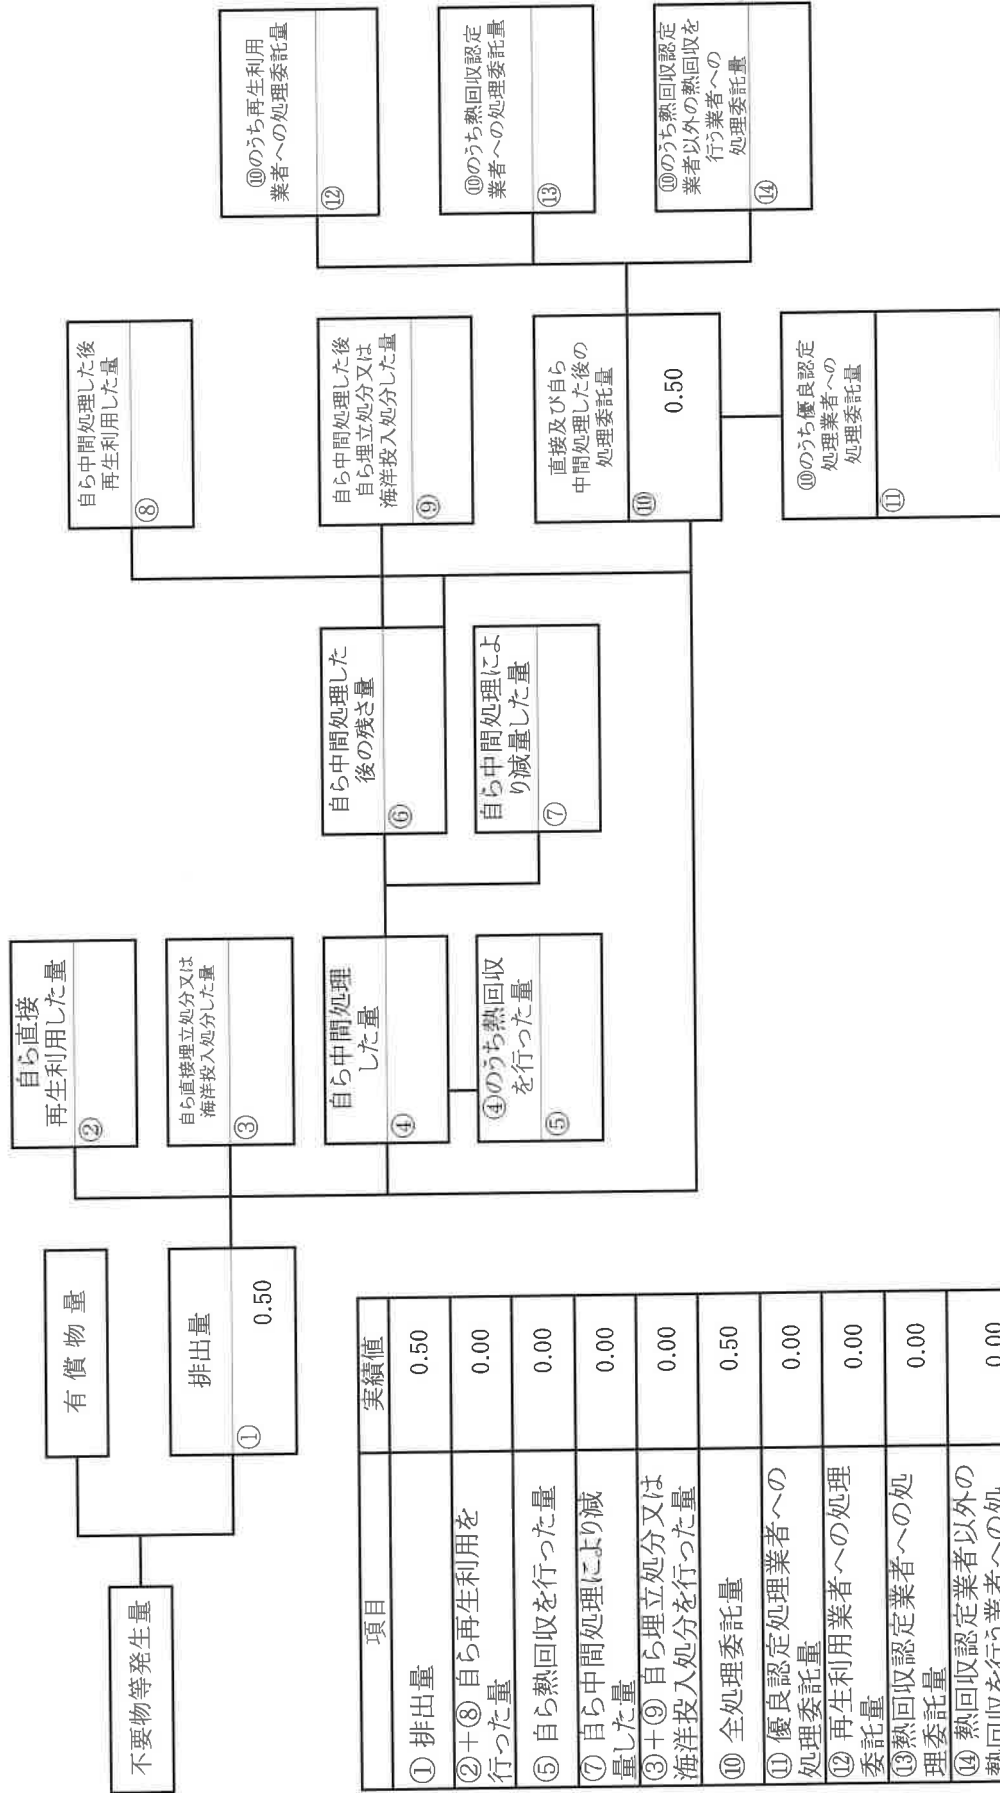 不要物等発生量
有償物量
排出量
①
0.50
自ら直接
再生利用した量
②
自ら直接埋立処分又は
海洋投入処分した量
③
自ら中間処理
した量
④
④のうち熱回収
を行った量
⑤
自ら中間処理した
後の残さ量
⑥
自ら中間処理によ
り減量した量
⑦
自ら中間処理した後
再生利用した量
⑧
自ら中間処理した後
自ら埋立処分又は
海洋投入処分した量
⑨
直接及び自ら
中間処理した後の
処理委託量
⑩
0.50
⑩のうち優良認定
処理業者への
処理委託量
⑪
⑩のうち再生利用
業者への処理委託量
⑫
⑩のうち熱回収認定
業者への処理委託量
⑬
⑩のうち熱回収認定
業者以外の熱回収を
行う業者への
処理委託量
⑭
項目 実績値
① 排出量 0.50
②+⑧ 自ら再生利用を
行った量 0.00
⑤ 自ら熱回収を行った量 0.00
⑦ 自ら中間処理により減
量した量 0.00
③+⑨ 自ら埋立処分又は
海洋投入処分を行った量 0.00
⑩ 全処理委託量 0.50
⑪ 優良認定処理業者への
処理委託量 0.00
⑫ 再生利用業者への処理
委託量 0.00
⑬熱回収認定業者への処
理委託量 0.00
⑭ 熱回収認定業者以外の
熱回収を行う業者への処 0.00